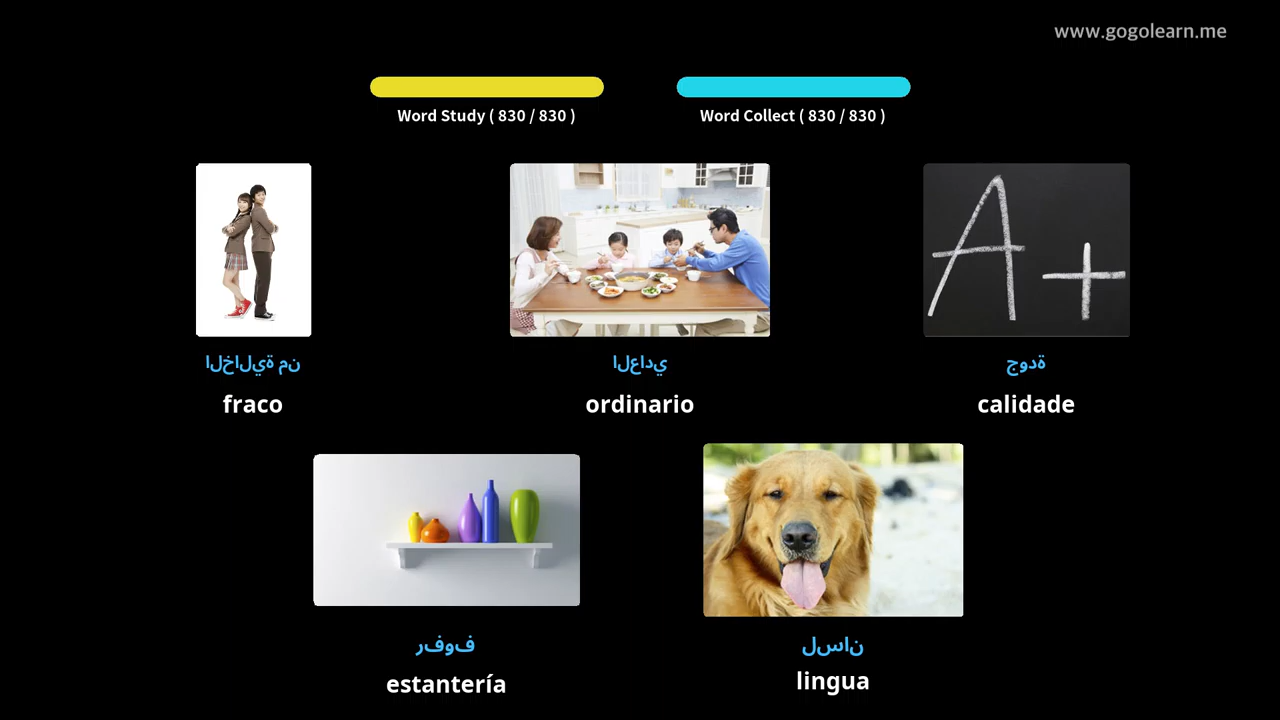 www.gogolearn.me
Word Study ( 830 / 830 )
Word Collect ( 830 / 830 )
الخالية من
fraco
العادي
ordinario
جودة
calidade
رفوف
estantería
لسان
lingua